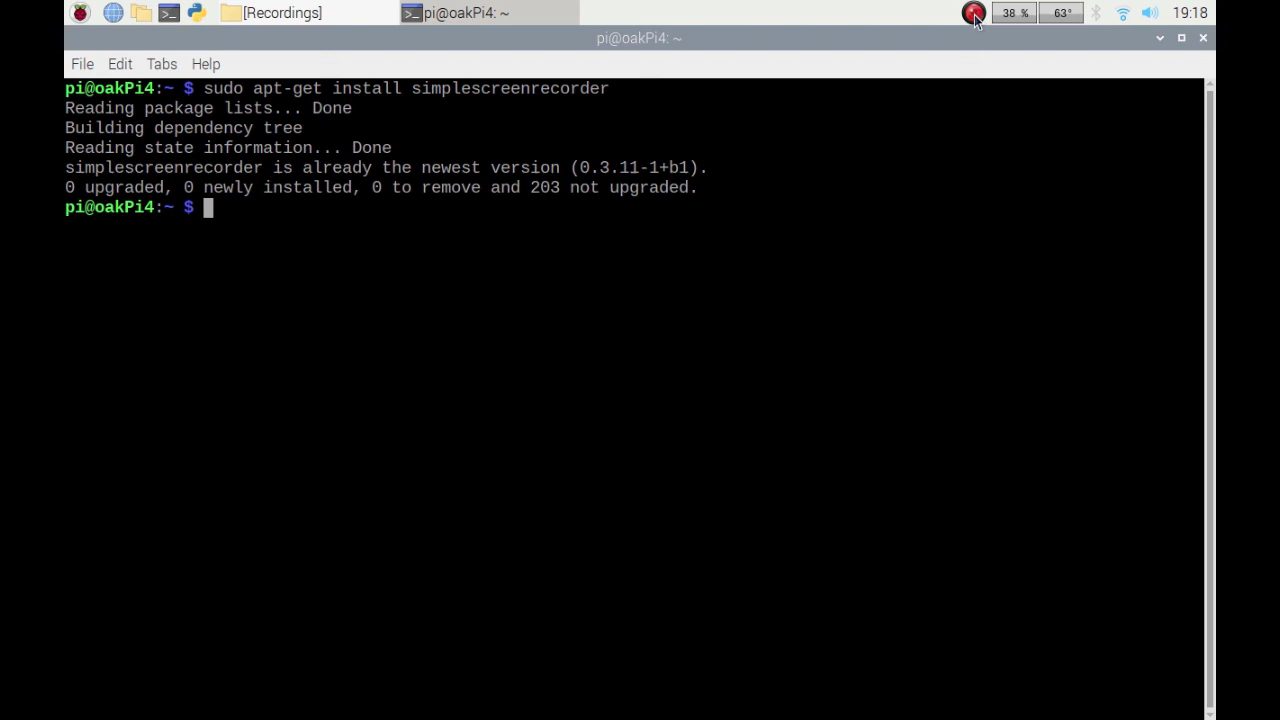 [Recordings] pi@oakPi4: ~ 38 % 63° 19:18
pi@oakPi4: ~
File Edit Tabs Help
pi@oakPi4:~ $ sudo apt-get install simplescreenrecorder
Reading package lists... Done
Building dependency tree
Reading state information... Done
simplescreenrecorder is already the newest version (0.3.11-1+b1).
0 upgraded, 0 newly installed, 0 to remove and 203 not upgraded.
pi@oakPi4:~ $